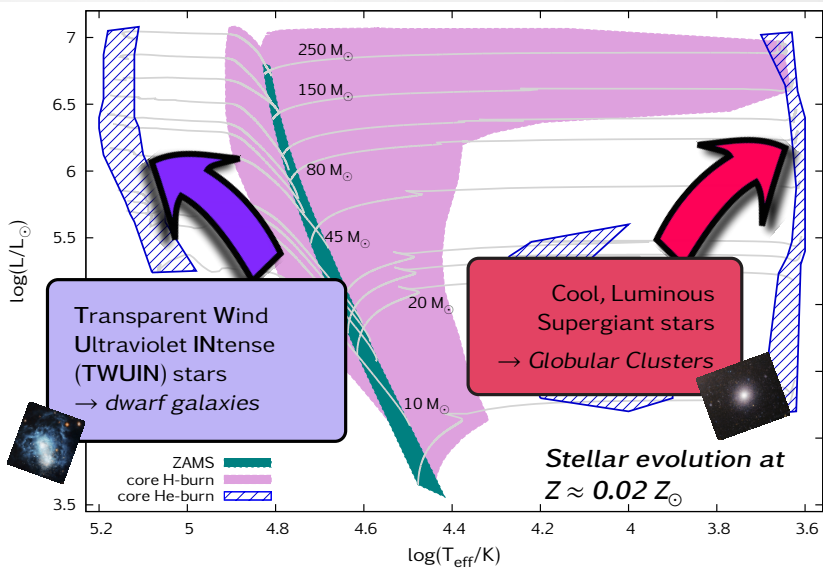 7
6.5
6
5.5
3.5
log(L/L☉)
250 M☉
150 M☉
80 M☉
45 M☉
20 M☉
10 M☉
Transparent Wind
Ultraviolet INtense
(TWUIN) stars
→ dwarf galaxies
Cool, Luminous
Supergiant stars
→ Globular Clusters
ZAMS
core H-burn
core He-burn
Stellar evolution at
Z ≈ 0.02 Z☉
5.2 5 4.8 4.6 4.4 4.2 4 3.8 3.6
log(Teff/K)